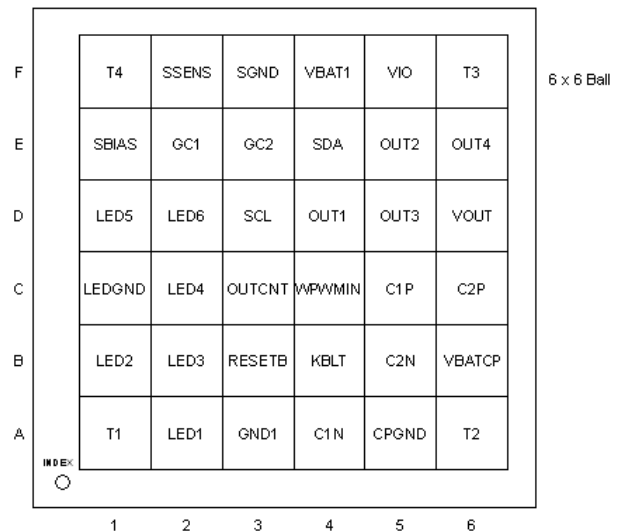 F T4 SSENS SGND VBAT1 VIO T3
6 x 6 Ball
E SBIAS GC1 GC2 SDA OUT2 OUT4
D LED5 LED6 SCL OUT1 OUT3 VOUT
C LEDGND LED4 OUTCNT WPWMIN C1P C2P
B LED2 LED3 RESETB KBLT C2N VBATCP
A T1 LED1 GND1 C1N CPGND T2
INDEX
1 2 3 4 5 6